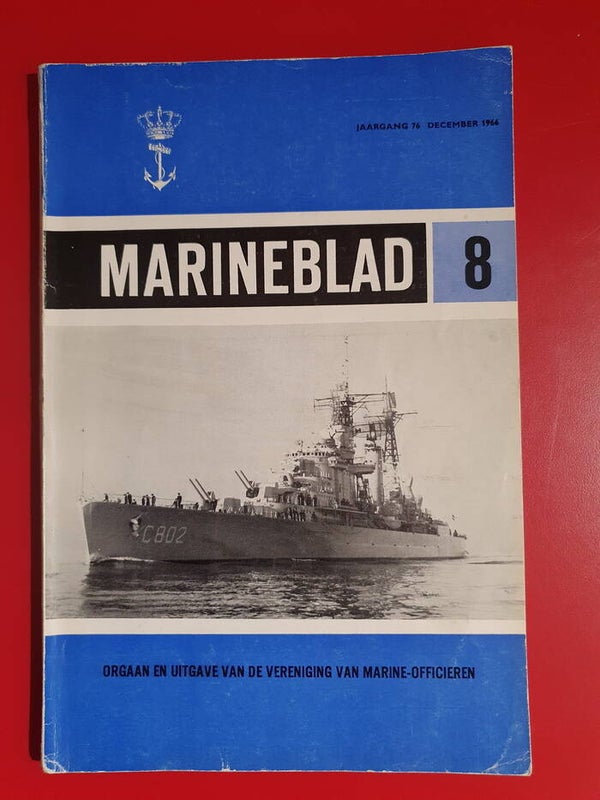 JAARGANG 76 DECEMBER 1966
MARINEBLAD 8
C802
ORGAAN EN UITGAVE VAN DE VERENIGING VAN MARINE-OFFICIEREN